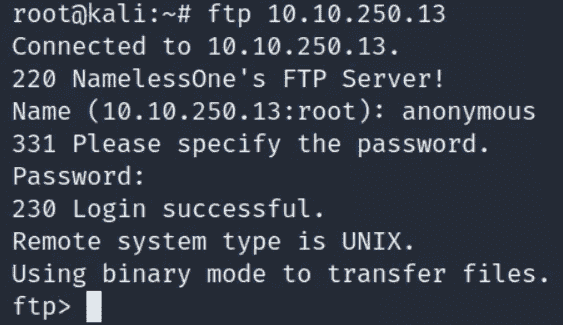 root@kali:~# ftp 10.10.250.13
Connected to 10.10.250.13.
220 NamelessOne's FTP Server!
Name (10.10.250.13:root): anonymous
331 Please specify the password.
Password:
230 Login successful.
Remote system type is UNIX.
Using binary mode to transfer files.
ftp>